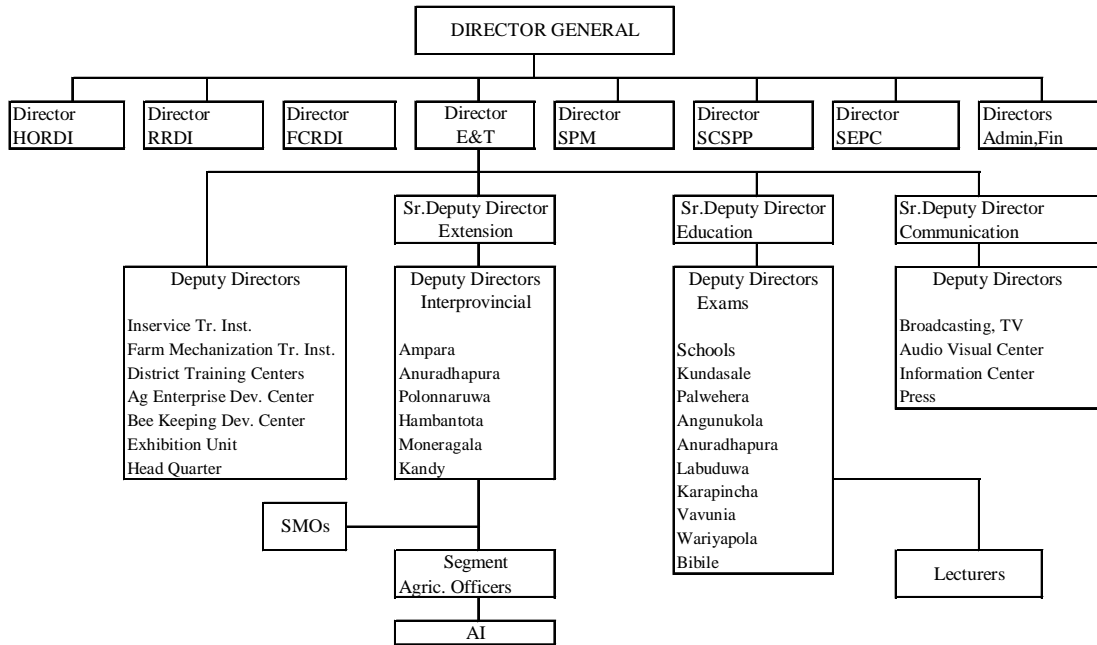 DIRECTOR GENERAL
Director
HORDI
Director
RRDI
Director
FCRDI
Director
E&T
Director
SPM
Director
SCSPP
Director
SEPC
Directors
Admin,Fin
Sr.Deputy Director
Extension
Sr.Deputy Director
Education
Sr.Deputy Director
Communication
Deputy Directors
Inservice Tr. Inst.
Farm Mechanization Tr. Inst.
District Training Centers
Ag Enterprise Dev. Center
Bee Keeping Dev. Center
Exhibition Unit
Head Quarter
Deputy Directors
Interprovincial
Ampara
Anuradhapura
Polonnaruwa
Hambantota
Moneragala
Kandy
Deputy Directors
Exams
Schools
Kundasale
Palwehera
Angunukola
Anuradhapura
Labuduwa
Karapincha
Vavunia
Wariyapola
Bibile
Deputy Directors
Broadcasting, TV
Audio Visual Center
Information Center
Press
SMOs
Segment
Agric. Officers
AI
Lecturers